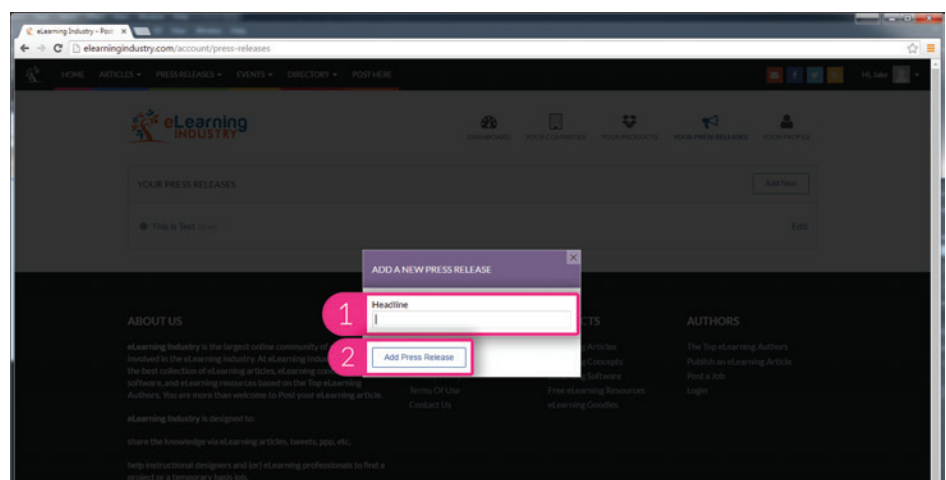 eLearning Industry - Post
elearningindustry.com/account/press-releases
HOME ARTICLES PRESS RELEASES EVENTS DIRECTORY POST HERE
Hi, Jake
eLearning
INDUSTRY
DASHBOARD YOUR COMPANIES YOUR PRODUCTS YOUR PRESS RELEASES YOUR PROFILE
YOUR PRESS RELEASES
Add New
This is Test
Edit
ADD A NEW PRESS RELEASE
1
Headline
2
Add Press Release
ABOUT US
eLearning Industry is the largest online community of
involved in the eLearning industry. At eLearning
the best collection of eLearning articles, eLearning
software, and eLearning resources based on the Top eLearning
Authors. You are more than welcome to Post your eLearning article.
eLearning Industry is designed to:
share the knowledge via eLearning articles, tweets, ppp, etc.
help instructional designers and (or) eLearning professionals to find a
project or a temporary basis job.
Terms Of Use
Contact Us
Articles
Concepts
Software
Free eLearning Resources
eLearning Goodies
AUTHORS
The Top eLearning Authors
Publish an eLearning Article
Post a Job
Login